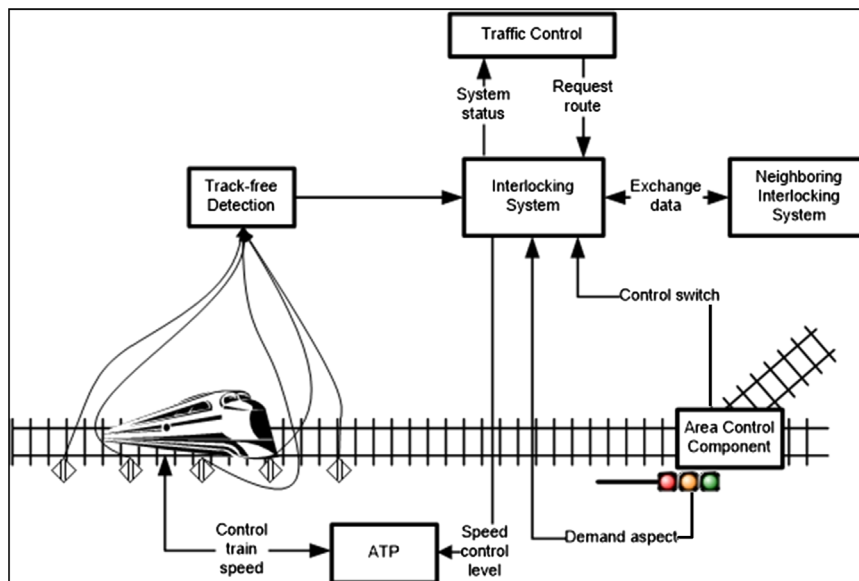 Traffic Control
System
status
Request
route
Track-free
Detection
Interlocking
System
Exchange
data
Neighboring
Interlocking
System
Control switch
Area Control
Component
Control
train
speed
ATP
Speed
control
level
Demand aspect